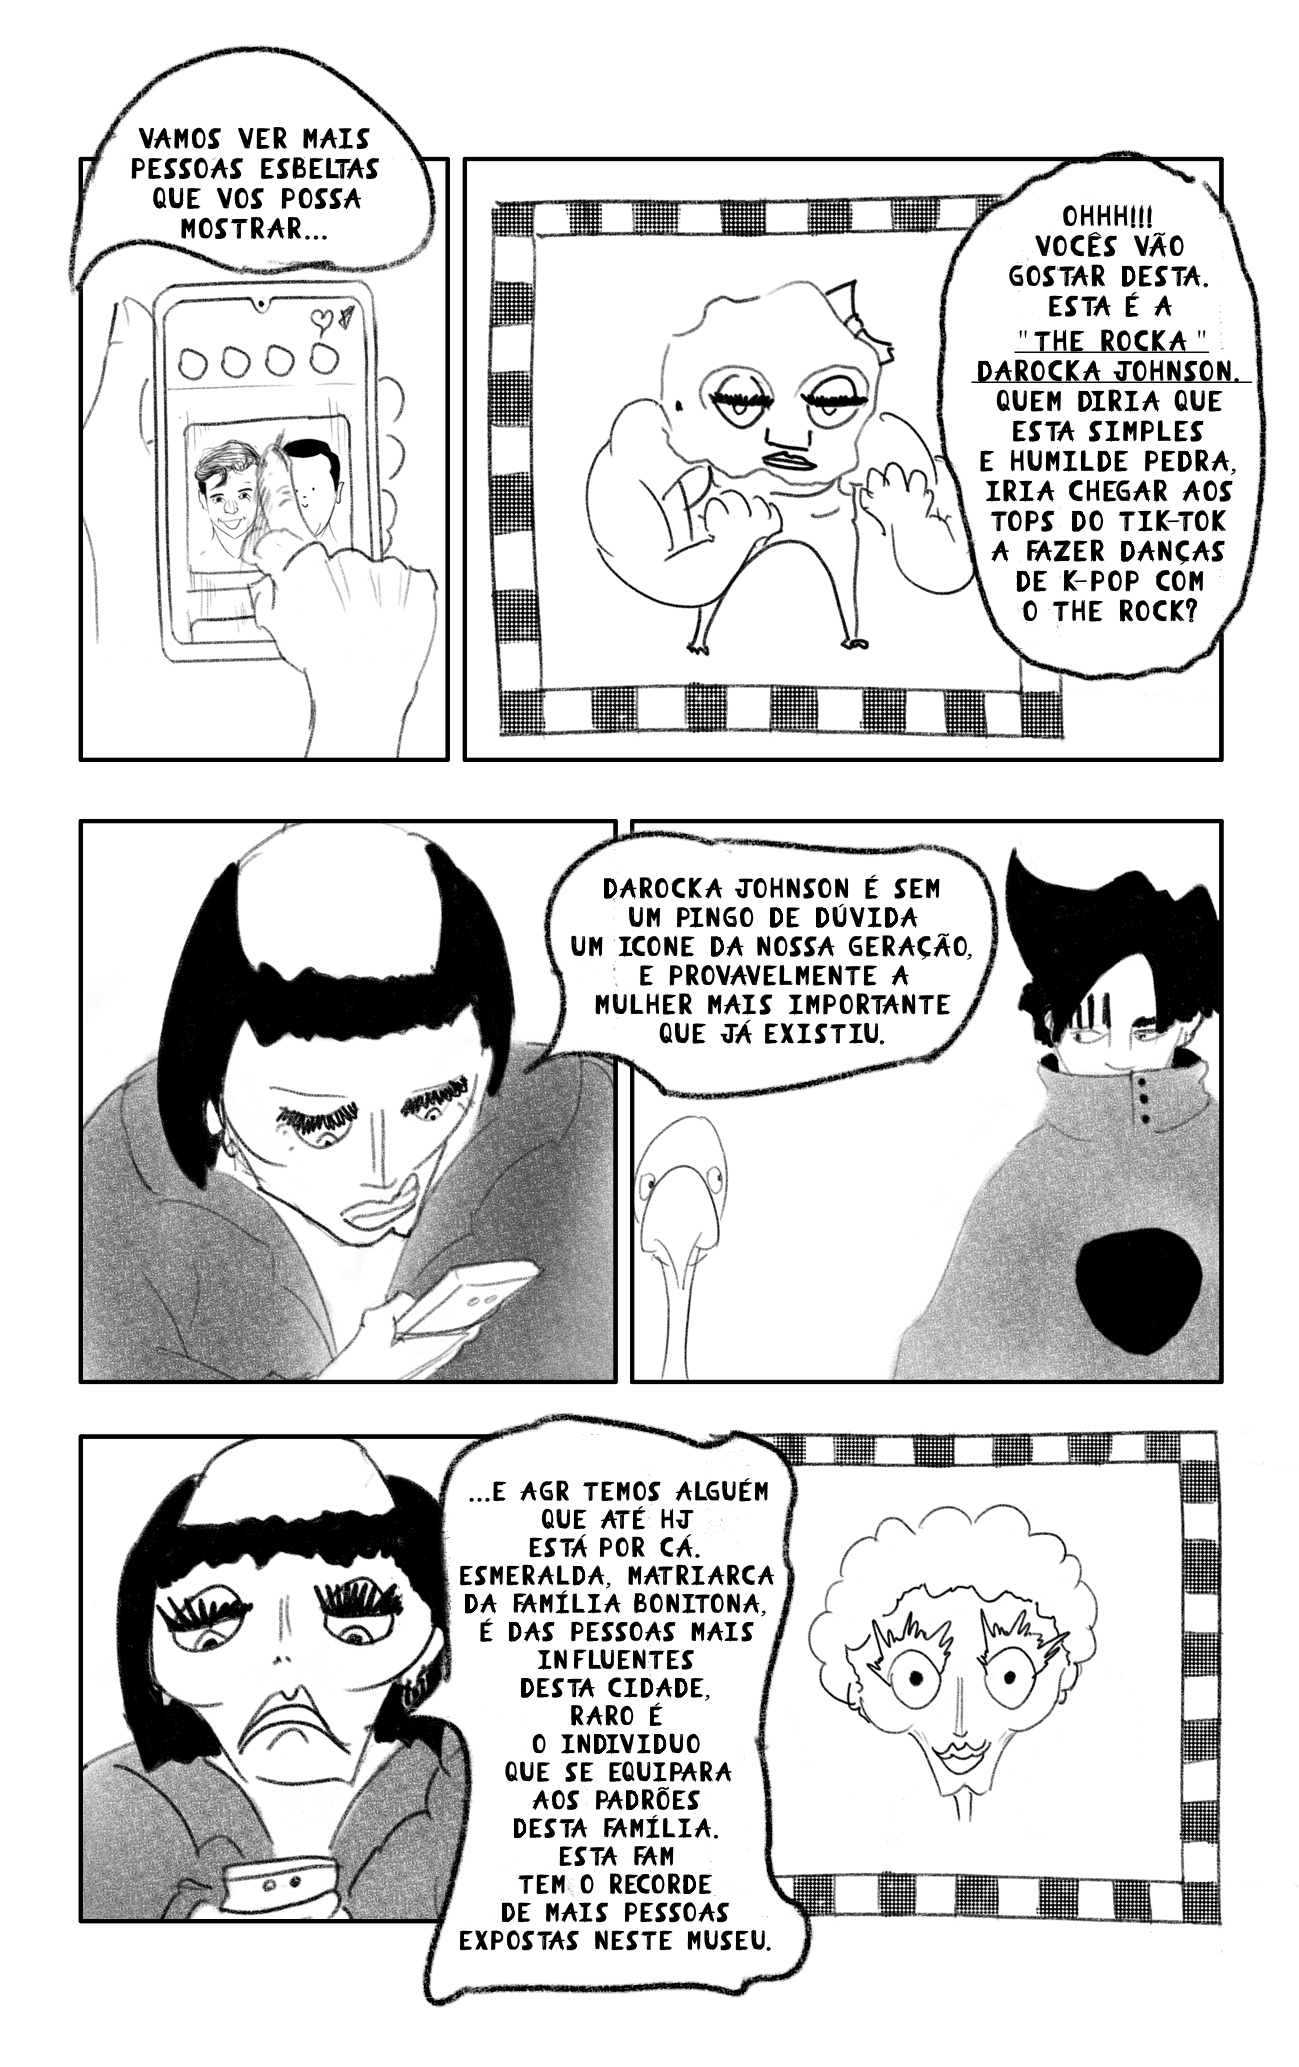 VAMOS VER MAIS
PESSOAS ESBELTAS
QUE VOS POSSA
MOSTRAR...
OHHH!!!
VOCÊS VÃO
GOSTAR DESTA.
ESTA É A
"THE ROCKA"
DAROCKA JOHNSON.
QUEM DIRIA QUE
ESTA SIMPLES
E HUMILDE PEDRA,
IRIA CHEGAR AOS
TOPS DO TIK-TOK
A FAZER DANÇAS
DE K-POP COM
O THE ROCK?
DAROCKA JOHNSON É SEM
UM PINGO DE DÚVIDA
UM ICONE DA NOSSA GERAÇÃO,
E PROVAVELMENTE A
MULHER MAIS IMPORTANTE
QUE JÁ EXISTIU.
...E AGR TEMOS ALGUÉM
QUE ATÉ HJ
ESTÁ POR CÁ.
ESMERALDA, MATRIARCA
DA FAMÍLIA BONITONA,
É DAS PESSOAS MAIS
INFLUENTES
DESTA CIDADE,
RARO É
O INDIVIDUO
QUE SE EQUIPARA
AOS PADRÕES
DESTA FAMÍLIA.
ESTA FAM
TEM O RECORDE
DE MAIS PESSOAS
EXPOSTAS NESTE MUSEU.